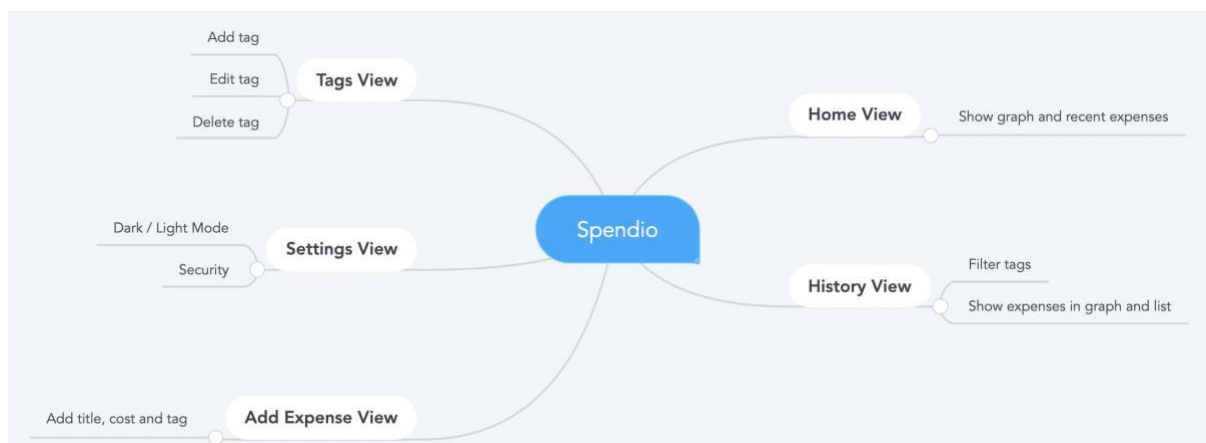 Add tag
Edit tag
Delete tag
Tags View
Home View
Show graph and recent expenses
Spendio
Dark / Light Mode
Security
Settings View
History View
Filter tags
Show expenses in graph and list
Add title, cost and tag
Add Expense View